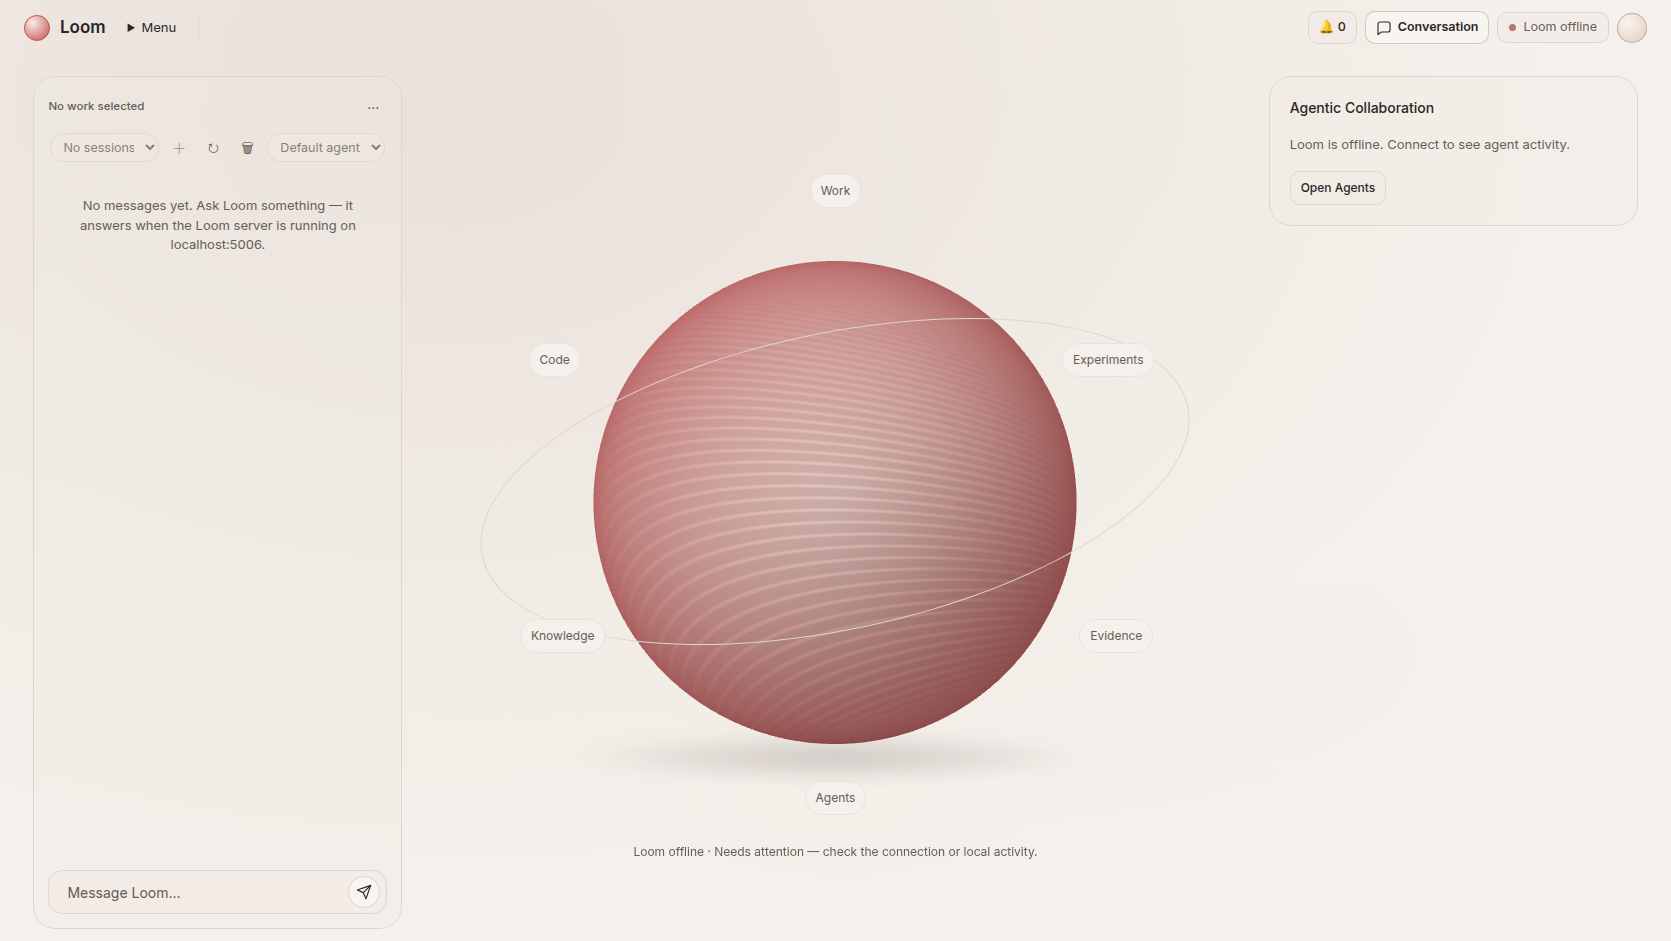 Loom
Menu
0
Conversation
Loom offline
No work selected
...
No sessions
Default agent
No messages yet. Ask Loom something — it
answers when the Loom server is running on
localhost:5006.
Message Loom...
Work
Code
Experiments
Knowledge
Evidence
Agents
Loom offline · Needs attention — check the connection or local activity.
Agentic Collaboration
Loom is offline. Connect to see agent activity.
Open Agents